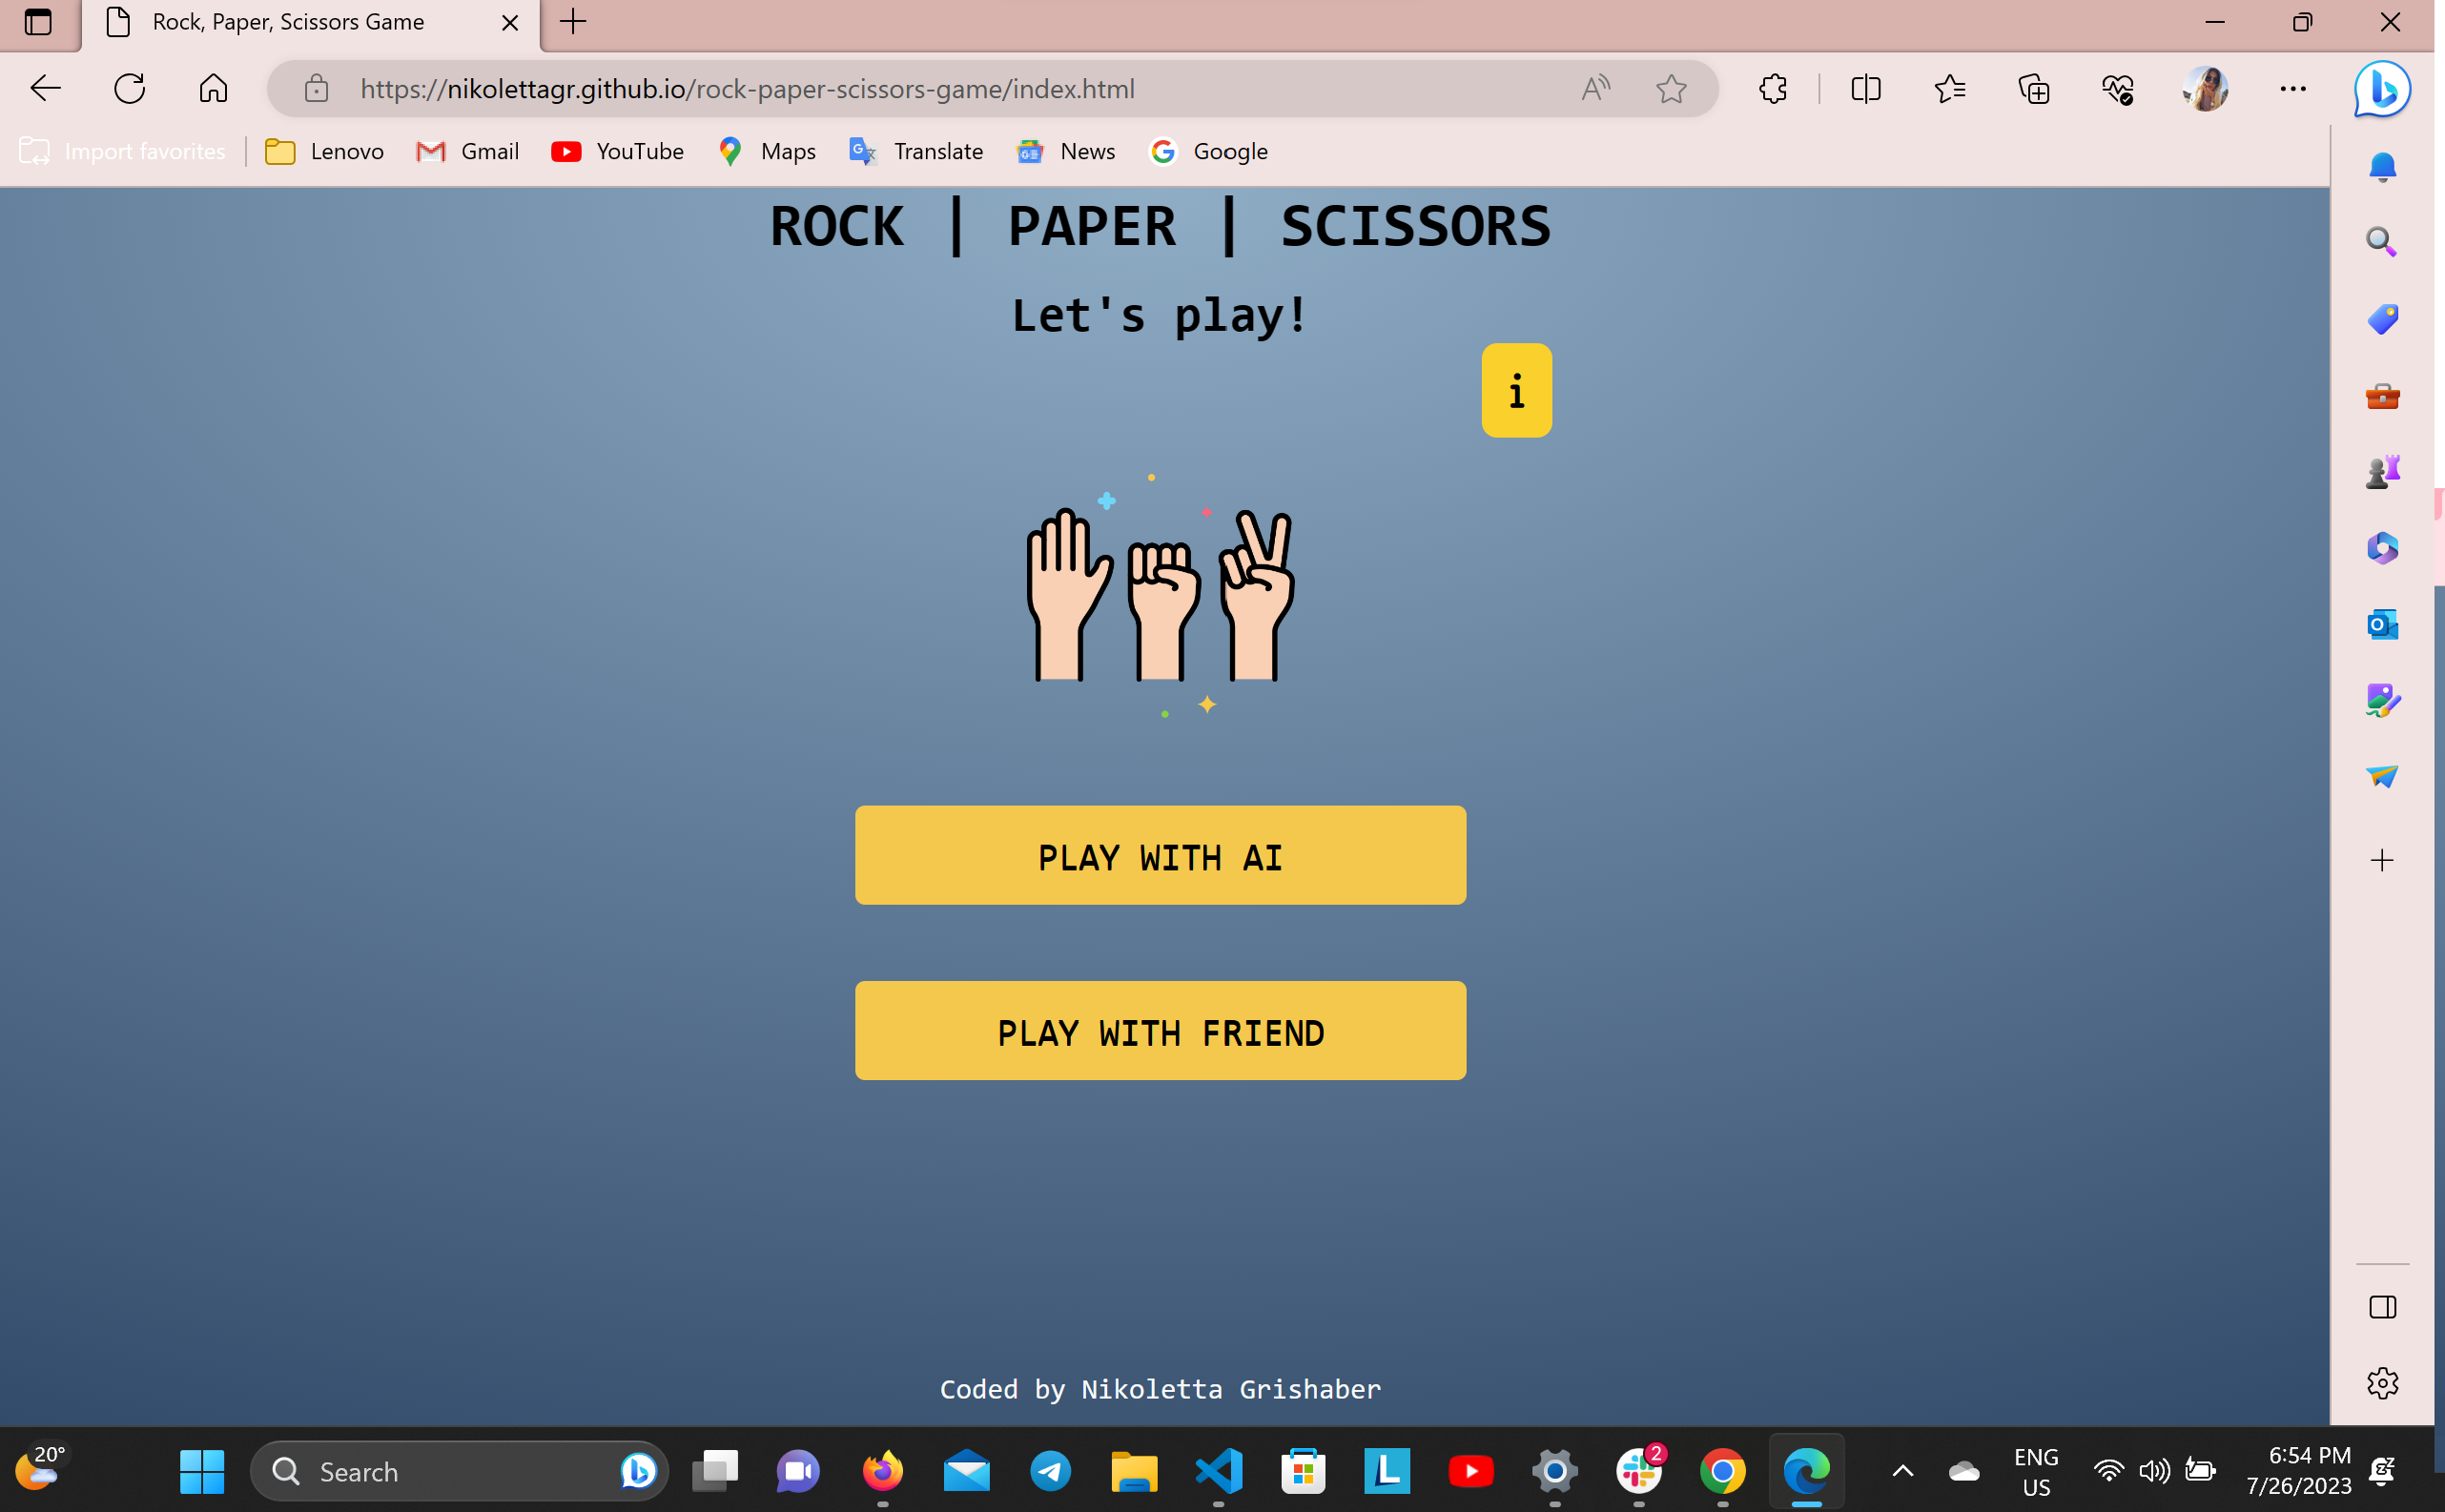 Rock, Paper, Scissors Game
https://nikolettagr.github.io/rock-paper-scissors-game/index.html
Import favorites
Lenovo
Gmail
YouTube
Maps
Translate
News
Google
ROCK | PAPER | SCISSORS
Let's play!
i
PLAY WITH AI
PLAY WITH FRIEND
Coded by Nikoletta Grishaber
20°
Search
2
ENG
US
6:54 PM
7/26/2023